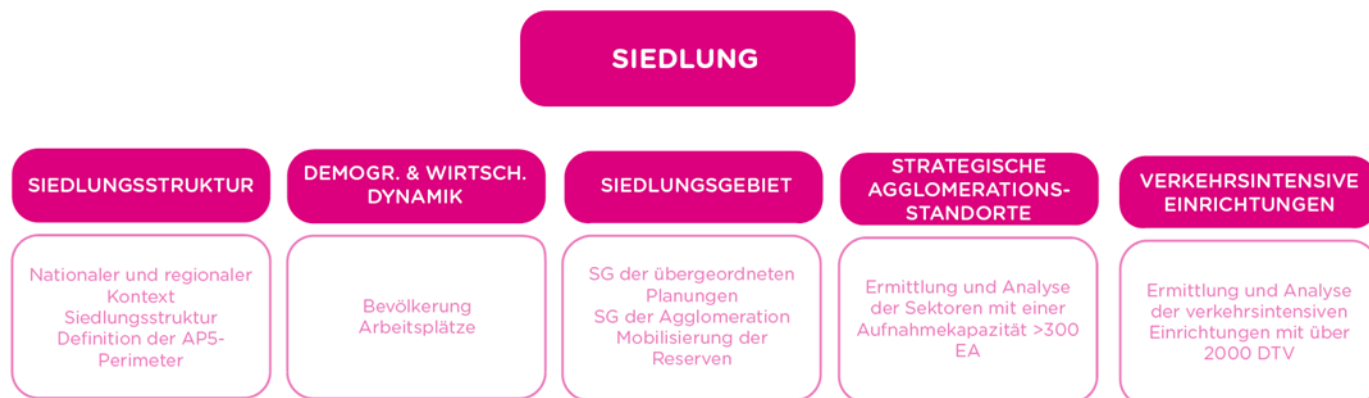 SIEDLUNG
SIEDLUNGSSTRUKTUR
Nationaler und regionaler
Kontext
Siedlungsstruktur
Definition der AP5-
Perimeter
DEMOGR. & WIRTSCH.
DYNAMIK
Bevölkerung
Arbeitsplätze
SIEDLUNGSGEBIET
SG der übergeordneten
Planungen
SG der Agglomeration
Mobilisierung der
Reserven
STRATEGISCHE
AGGLOMERATIONS-
STANDORTE
Ermittlung und Analyse
der Sektoren mit einer
Aufnahmekapazität >300
EA
VERKEHRSINTENSIVE
EINRICHTUNGEN
Ermittlung und Analyse
der verkehrsintensiven
Einrichtungen mit über
2000 DTV